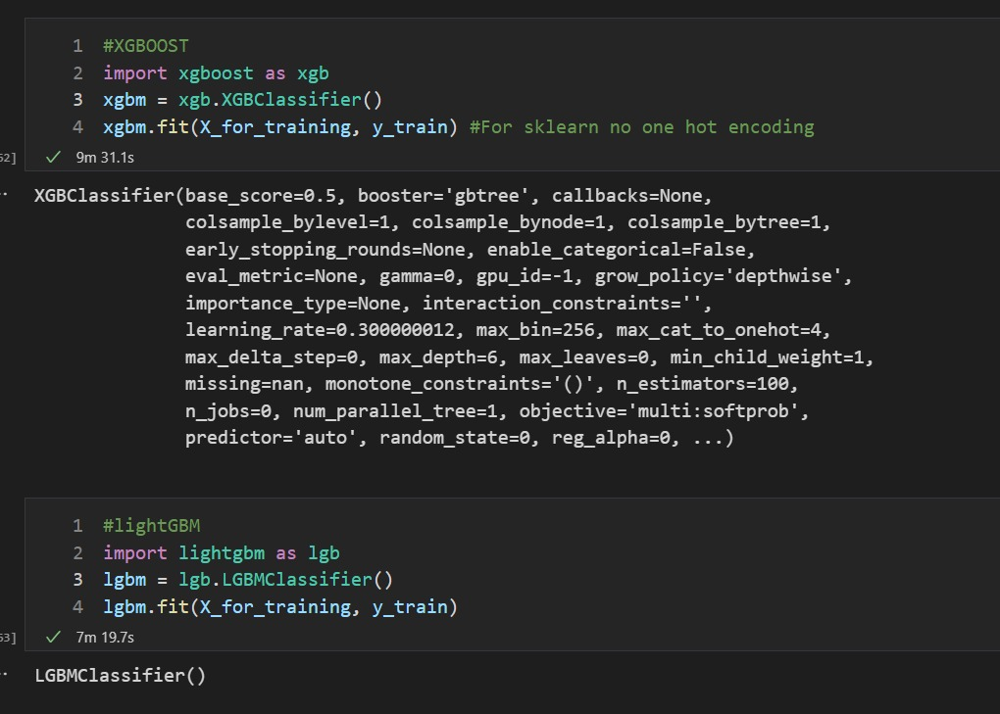 1 #XGBOOST
2 import xgboost as xgb
3 xgbm = xgb.XGBClassifier()
4 xgbm.fit(X_for_training, y_train) #For sklearn no one hot encoding
52] ✓ 9m 31.1s
XGBClassifier(base_score=0.5, booster='gbtree', callbacks=None,
colsample_bylevel=1, colsample_bynode=1, colsample_bytree=1,
early_stopping_rounds=None, enable_categorical=False,
eval_metric=None, gamma=0, gpu_id=-1, grow_policy='depthwise',
importance_type=None, interaction_constraints='',
learning_rate=0.300000012, max_bin=256, max_cat_to_onehot=4,
max_delta_step=0, max_depth=6, max_leaves=0, min_child_weight=1,
missing=nan, monotone_constraints='()', n_estimators=100,
n_jobs=0, num_parallel_tree=1, objective='multi:softprob',
predictor='auto', random_state=0, reg_alpha=0, ...)
1 #lightGBM
2 import lightgbm as lgb
3 lgbm = lgb.LGBMClassifier()
4 lgbm.fit(X_for_training, y_train)
53] ✓ 7m 19.7s
LGBMClassifier()